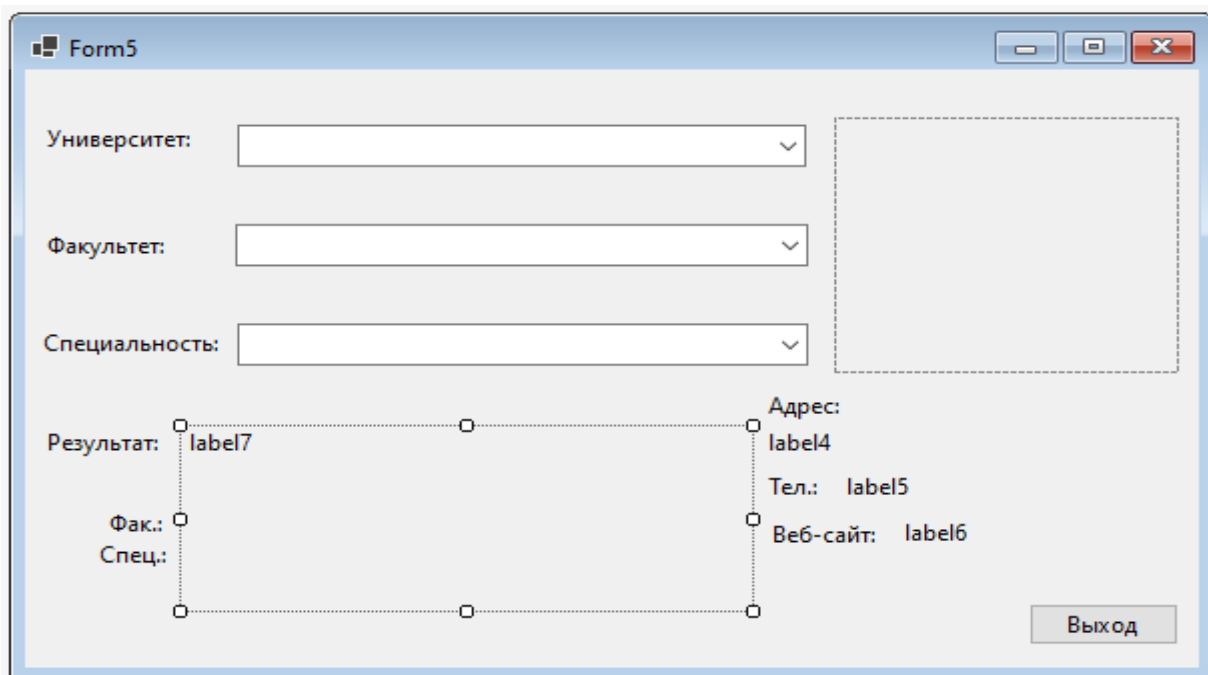 Form5
Университет:
Факультет:
Специальность:
Результат: label7
Фак.:
Спец.:
Адрес:
label4
Тел.: label5
Веб-сайт: label6
Выход